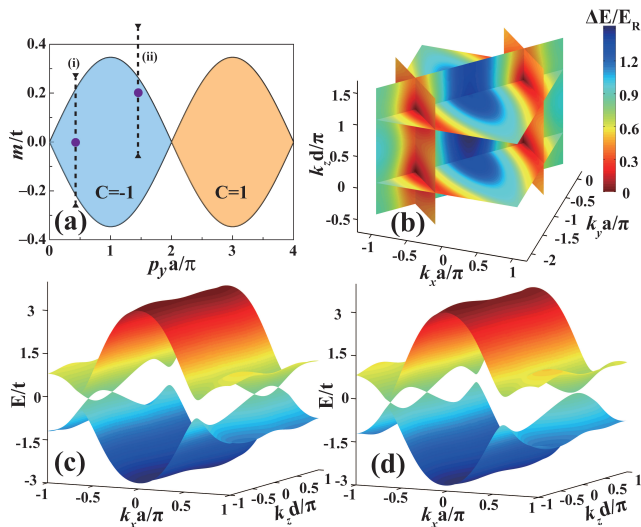 0.4
0.2
0.0
−0.2
−0.4
m/t
(i)
(ii)
C=-1
C=1
(a)
0 1 2 3 4
p_y a/π
ΔE/E_R
1.5
1.2
0.9
0.6
0.3
0
1.5
1
0.5
0
-0.5
k_z d/π
(b)
-1 -0.5 0 0.5 1
k_x a/π
0
-0.5
-1
-1.5
-2
k_y a/π
3
1.5
0
-1.5
-3
E/t
(c)
-1 -0.5 0 0.5 1
k_x a/π
-1 -0.5 0 0.5 1
k_z d/π
3
1.5
0
-1.5
-3
E/t
(d)
-1 -0.5 0 0.5 1
k_x a/π
-1 -0.5 0 0.5 1
k_z d/π